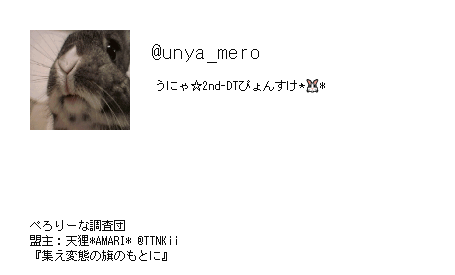 @unya_mero
うにゃ☆2nd-DTぴょんすけ*🐰*
ぺろりーな調査団
盟主：天狸*AMARI* @TTNKii
『集え変態の旗のもとに』